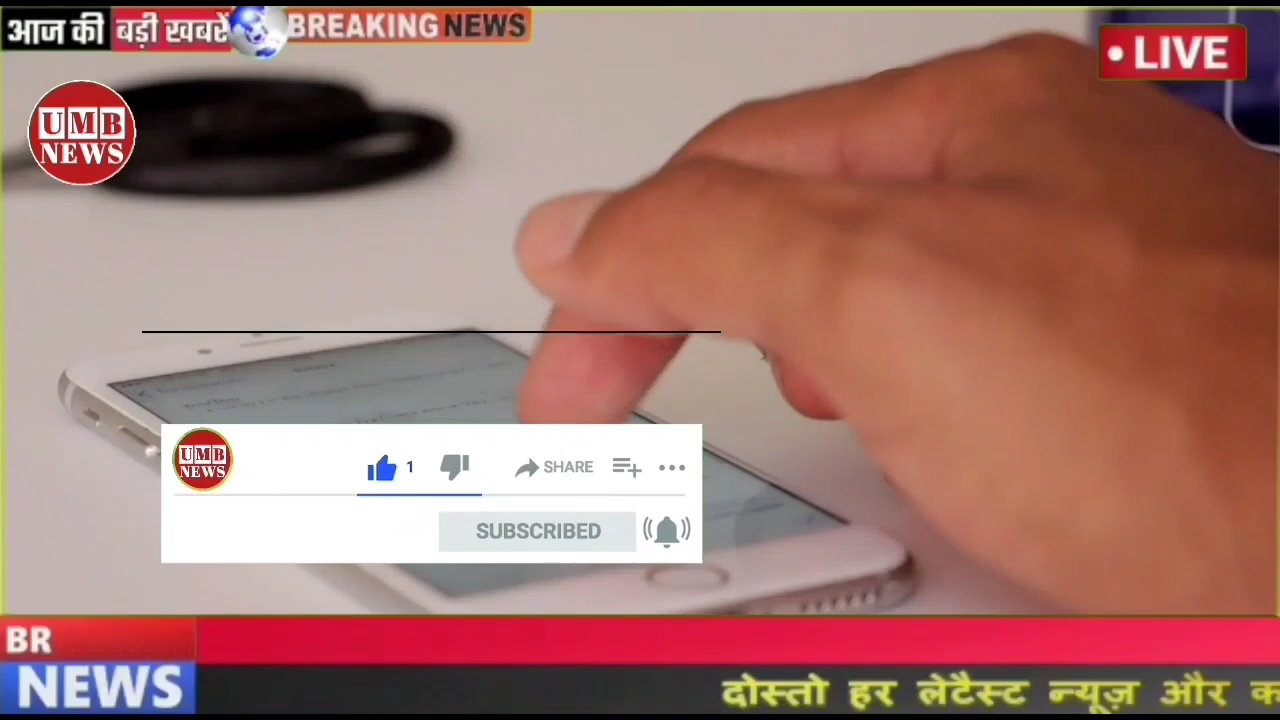 आज की बड़ी खबरें BREAKING NEWS
LIVE
UMB
NEWS
UMB
NEWS
1
SHARE
SUBSCRIBED
BR
NEWS
दोस्तो हर लेटैस्ट न्यूज़ और